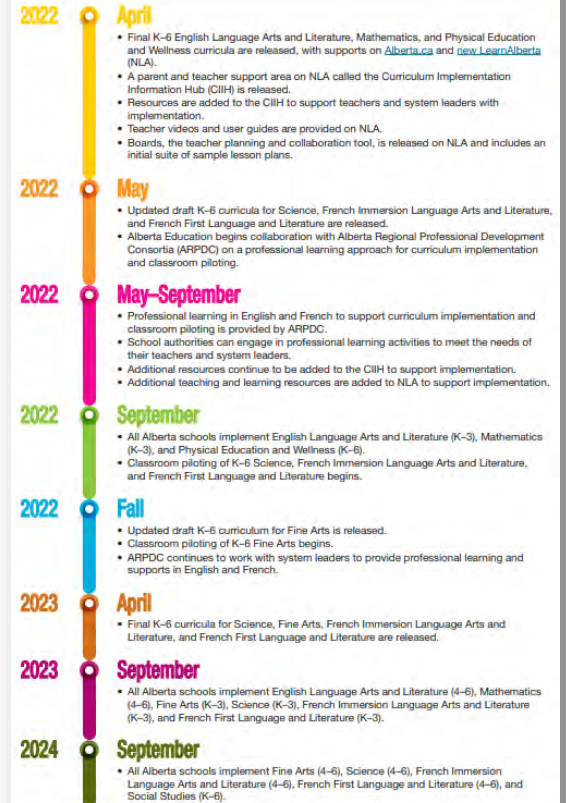 2022 April
• Final K–6 English Language Arts and Literature, Mathematics, and Physical Education
and Wellness curricula are released, with supports on Alberta.ca and new LearnAlberta
(NLA).
• A parent and teacher support area on NLA called the Curriculum Implementation
Information Hub (CIIH) is released.
• Resources are added to the CIIH to support teachers and system leaders with
implementation.
• Teacher videos and user guides are provided on NLA.
• Boards, the teacher planning and collaboration tool, is released on NLA and includes an
initial suite of sample lesson plans.
2022 May
• Updated draft K–6 curricula for Science, French Immersion Language Arts and Literature,
and French First Language and Literature are released.
• Alberta Education begins collaboration with Alberta Regional Professional Development
Consortia (ARPDC) on a professional learning approach for curriculum implementation
and classroom piloting.
2022 May–September
• Professional learning in English and French to support curriculum implementation and
classroom piloting is provided by ARPDC.
• School authorities can engage in professional learning activities to meet the needs of
their teachers and system leaders.
• Additional resources continue to be added to the CIIH to support implementation.
• Additional teaching and learning resources are added to NLA to support implementation.
2022 September
• All Alberta schools implement English Language Arts and Literature (K–3), Mathematics
(K–3), and Physical Education and Wellness (K–6).
• Classroom piloting of K–6 Science, French Immersion Language Arts and Literature,
and French First Language and Literature begins.
2022 Fall
• Updated draft K–6 curriculum for Fine Arts is released.
• Classroom piloting of K–6 Fine Arts begins.
• ARPDC continues to work with system leaders to provide professional learning and
supports in English and French.
2023 April
• Final K–6 curricula for Science, Fine Arts, French Immersion Language Arts and
Literature, and French First Language and Literature are released.
2023 September
• All Alberta schools implement English Language Arts and Literature (4–6), Mathematics
(4–6), Fine Arts (K–3), Science (K–3), French Immersion Language Arts and Literature
(K–3), and French First Language and Literature (K–3).
2024 September
• All Alberta schools implement Fine Arts (4–6), Science (4–6), French Immersion
Language Arts and Literature (4–6), French First Language and Literature (4–6), and
Social Studies (K–6).